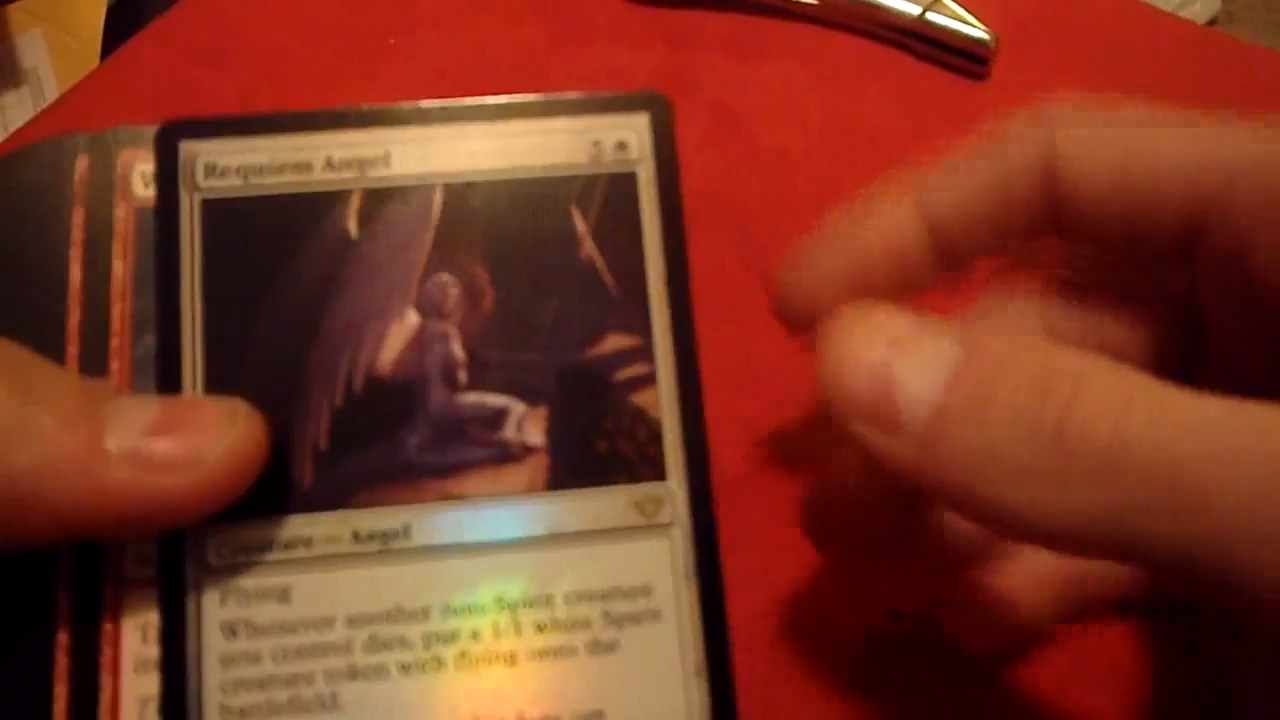 Requiem Angel 5
Creature — Angel
Flying
Whenever another non-Spirit creature
you control dies, put a 1/1 white Spirit
creature token with flying onto the
battlefield.
W